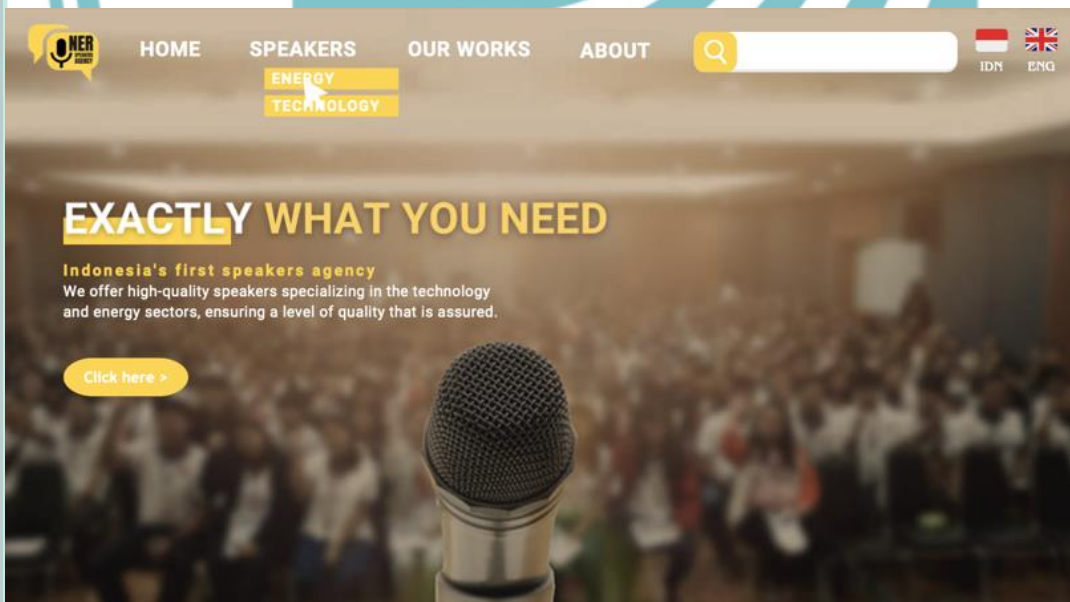 ONER
SPEAKERS
AGENCY
HOME
SPEAKERS
OUR WORKS
ABOUT
IDN
ENG
ENERGY
TECHNOLOGY
EXACTLY WHAT YOU NEED
Indonesia's first speakers agency
We offer high-quality speakers specializing in the technology
and energy sectors, ensuring a level of quality that is assured.
Click here >